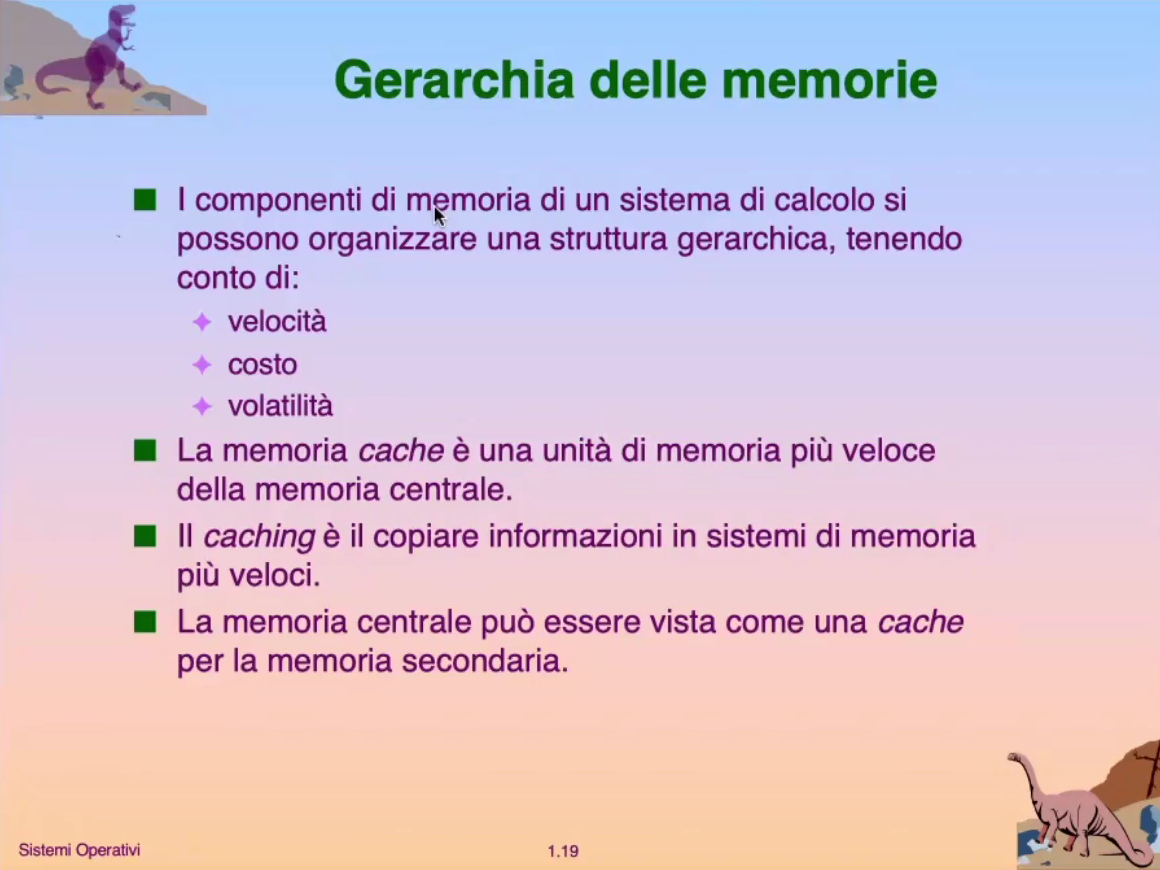 Gerarchia delle memorie
I componenti di memoria di un sistema di calcolo si
possono organizzare una struttura gerarchica, tenendo
conto di:
velocità
costo
volatilità
La memoria cache è una unità di memoria più veloce
della memoria centrale.
Il caching è il copiare informazioni in sistemi di memoria
più veloci.
La memoria centrale può essere vista come una cache
per la memoria secondaria.
Sistemi Operativi
1.19